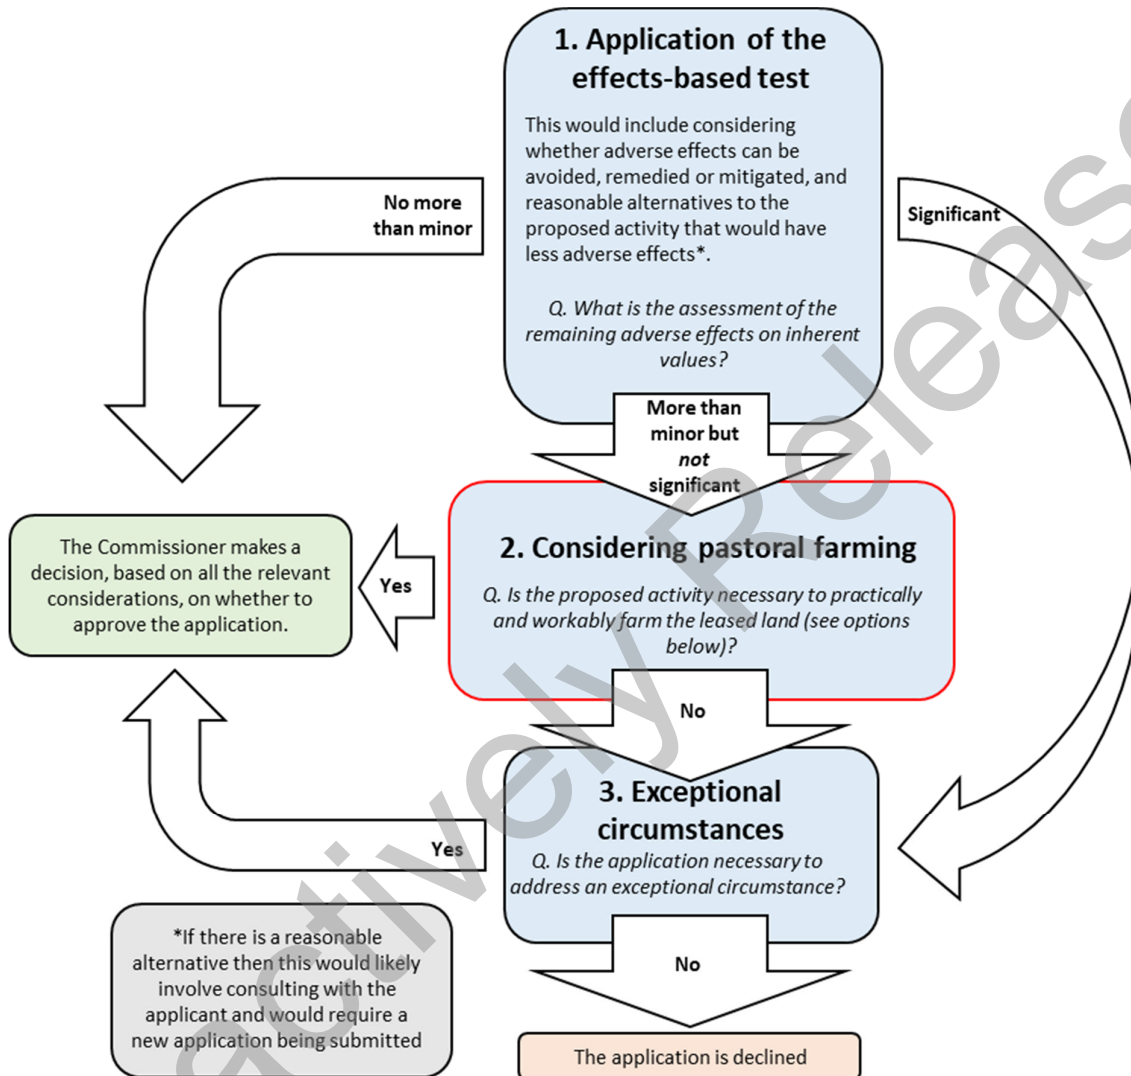 1. Application of the
effects-based test
This would include considering
whether adverse effects can be
avoided, remedied or mitigated, and
reasonable alternatives to the
proposed activity that would have
less adverse effects*.
Q. What is the assessment of the
remaining adverse effects on inherent
values?
No more
than minor
Significant
More than
minor but
not
significant
2. Considering pastoral farming
Q. Is the proposed activity necessary to practically
and workably farm the leased land (see options
below)?
Yes
The Commissioner makes a
decision, based on all the relevant
considerations, on whether to
approve the application.
No
3. Exceptional
circumstances
Q. Is the application necessary to
address an exceptional circumstance?
Yes
*If there is a reasonable
alternative then this would likely
involve consulting with the
applicant and would require a
new application being submitted
No
The application is declined
actively Releas